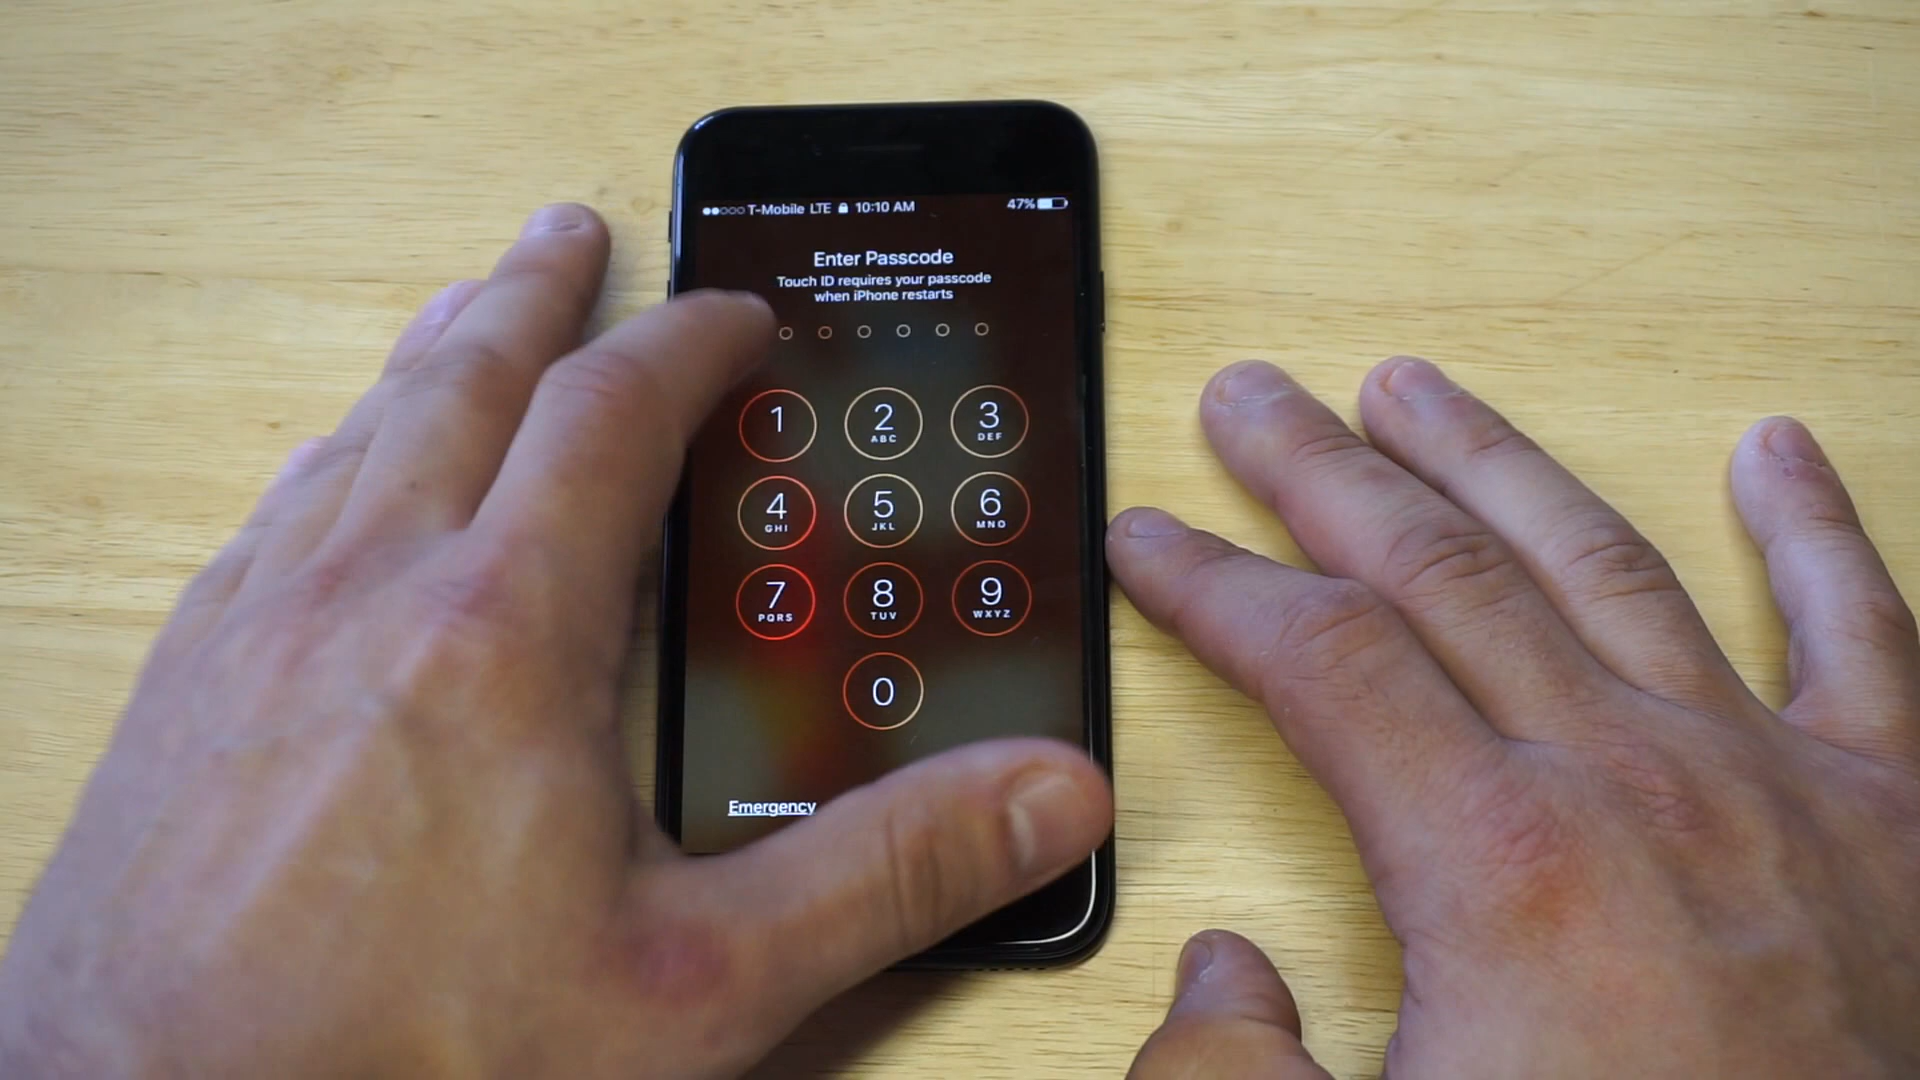 T-Mobile LTE 10:10 AM 47%
Enter Passcode
Touch ID requires your passcode
when iPhone restarts
1 2 3
ABC DEF
4 5 6
GHI JKL MNO
7 8 9
PQRS TUV WXYZ
0
Emergency